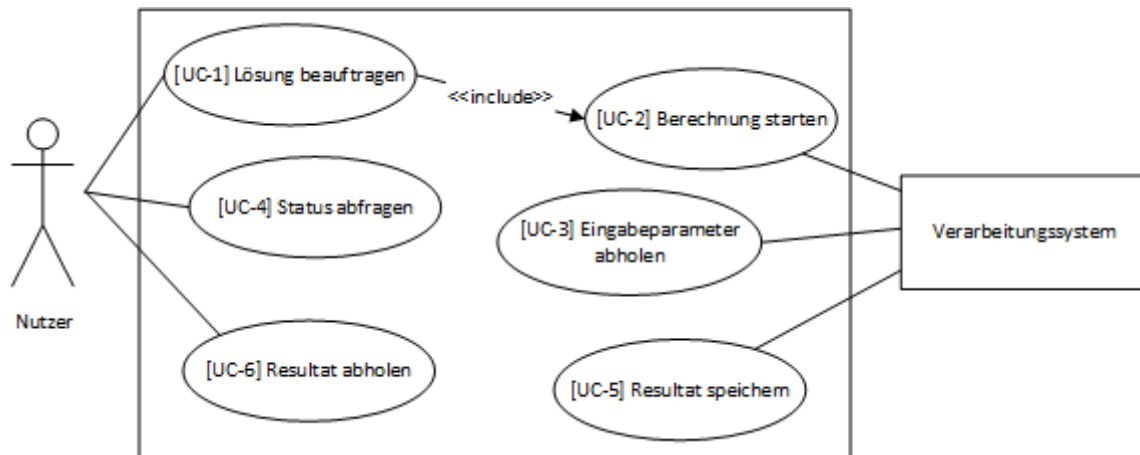 [UC-1] Lösung beauftragen
<<include>>
[UC-2] Berechnung starten
[UC-4] Status abfragen
[UC-3] Eingabeparameter
abholen
Verarbeitungssystem
Nutzer
[UC-6] Resultat abholen
[UC-5] Resultat speichern